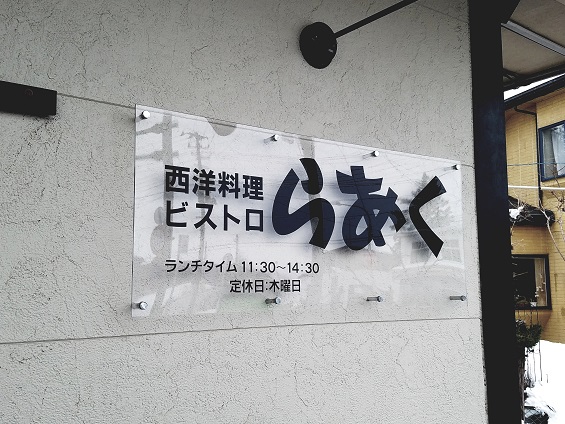 西洋料理
ビストロ
らあく
ランチタイム 11:30～14:30
定休日:木曜日